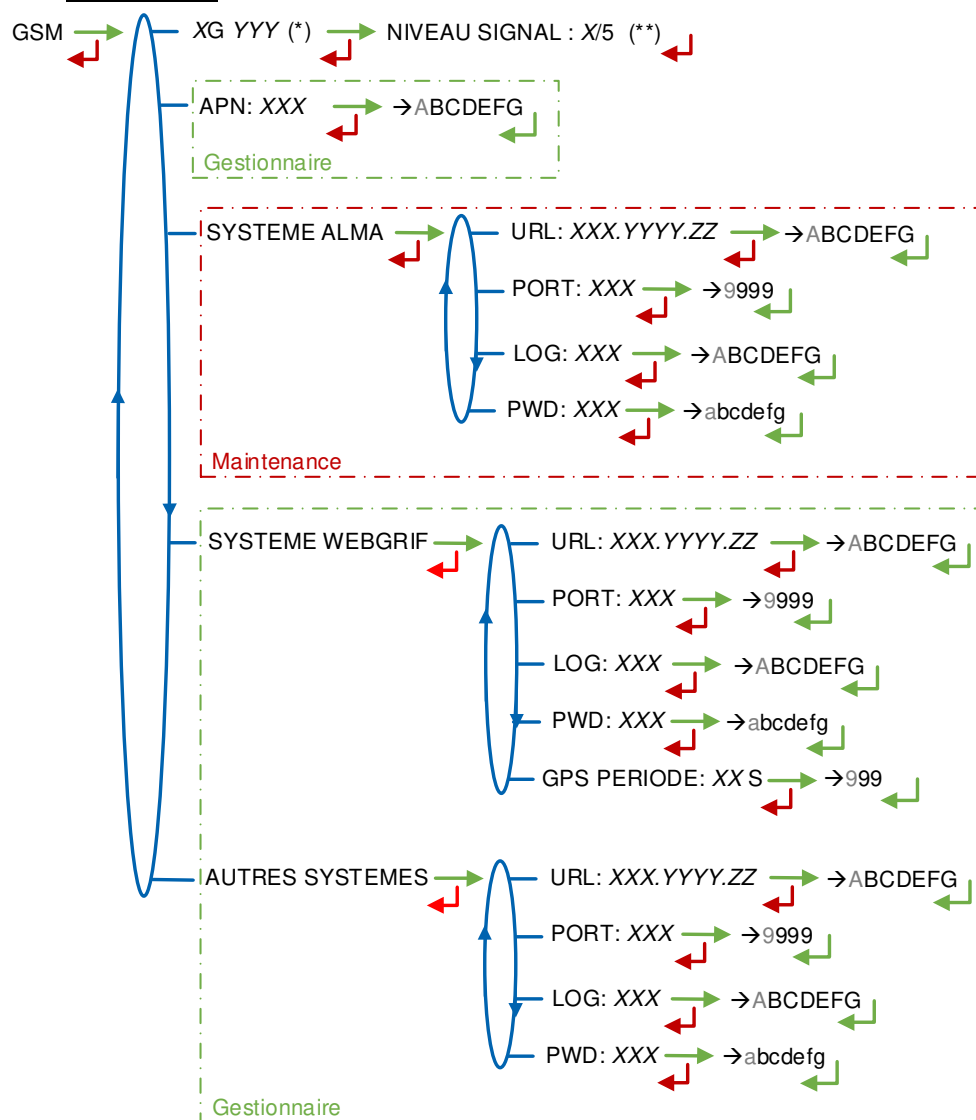 GSM XG YYY (*) NIVEAU SIGNAL : X/5 (**)
APN: XXX →ABCDEFG
Gestionnaire
SYSTEME ALMA URL: XXX.YYYY.ZZ →ABCDEFG
PORT: XXX →9999
LOG: XXX →ABCDEFG
PWD: XXX →abcdefg
Maintenance
SYSTEME WEBGRIF URL: XXX.YYYY.ZZ →ABCDEFG
PORT: XXX →9999
LOG: XXX →ABCDEFG
PWD: XXX →abcdefg
GPS PERIODE: XX S →999
AUTRES SYSTEMES URL: XXX.YYYY.ZZ →ABCDEFG
PORT: XXX →9999
LOG: XXX →ABCDEFG
PWD: XXX →abcdefg
Gestionnaire